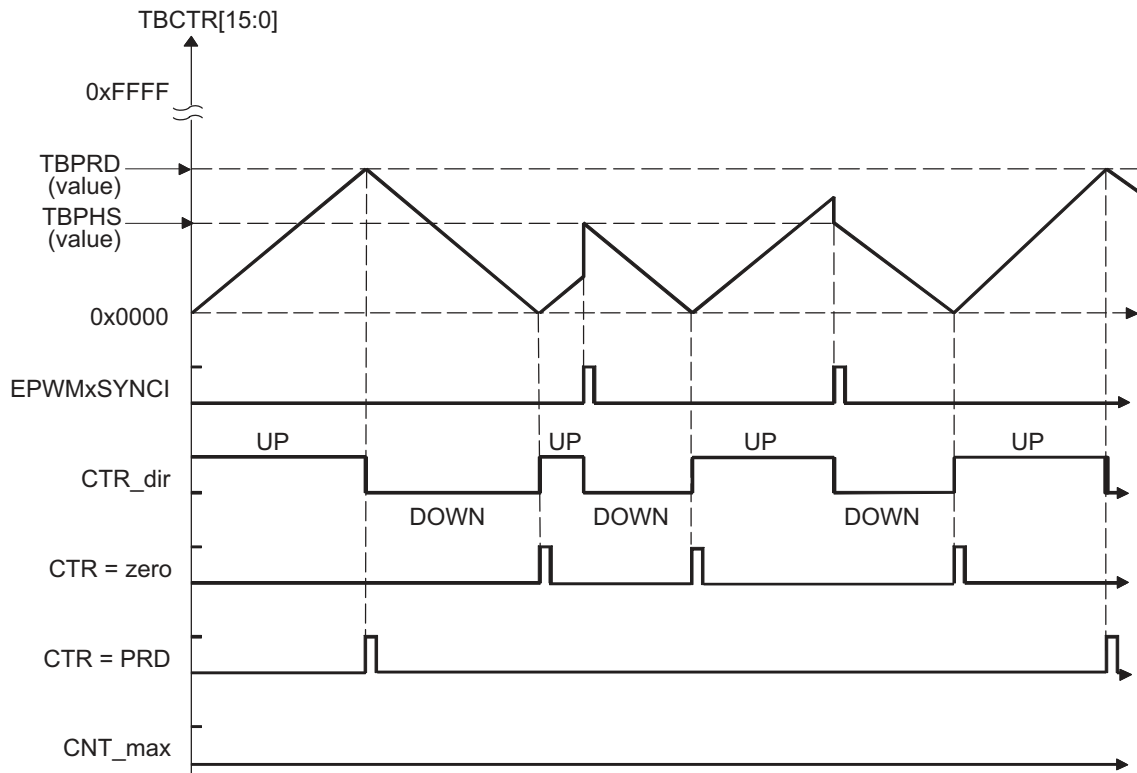 TBCTR[15:0]
0xFFFF
TBPRD
(value)
TBPHS
(value)
0x0000
EPWMxSYNCI
UP UP UP UP
CTR_dir
DOWN DOWN DOWN
CTR = zero
CTR = PRD
CNT_max